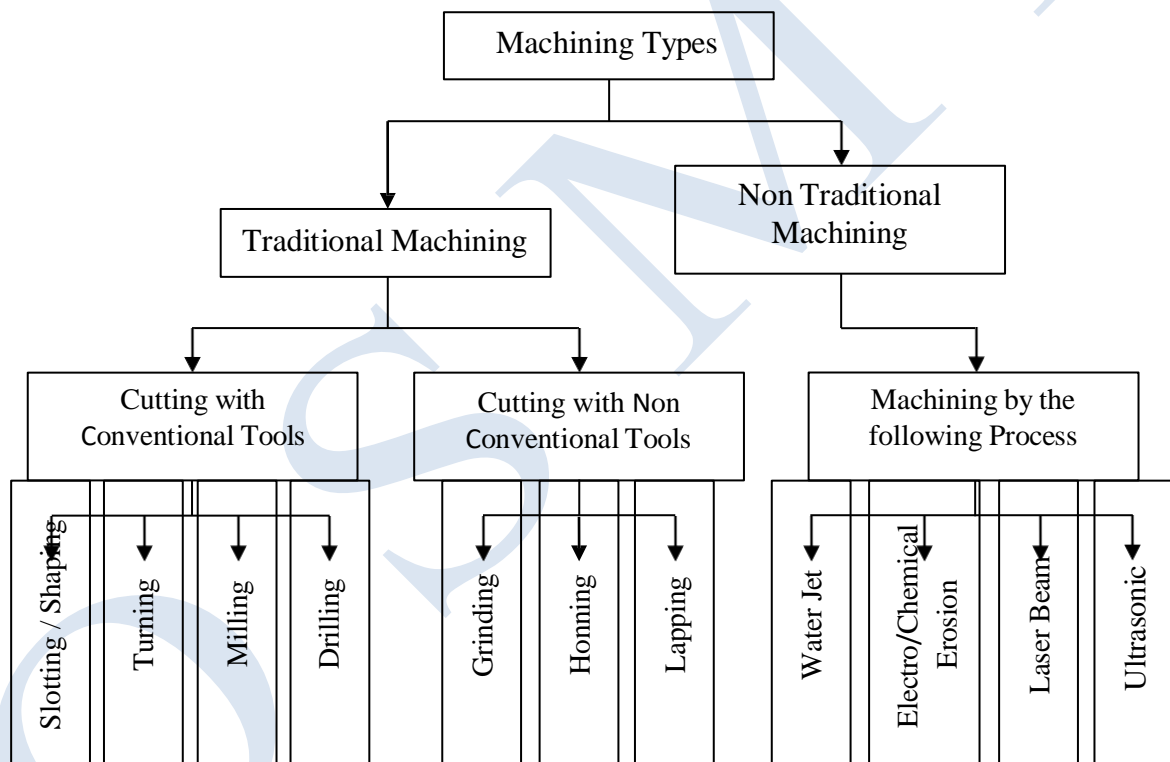 Machining Types
Non Traditional
Machining
Traditional Machining
Cutting with
Conventional Tools
Cutting with Non
Conventional Tools
Machining by the
following Process
Slotting / Shaping
Turning
Milling
Drilling
Grinding
Honning
Lapping
Water Jet
Electro/Chemical
Erosion
Laser Beam
Ultrasonic